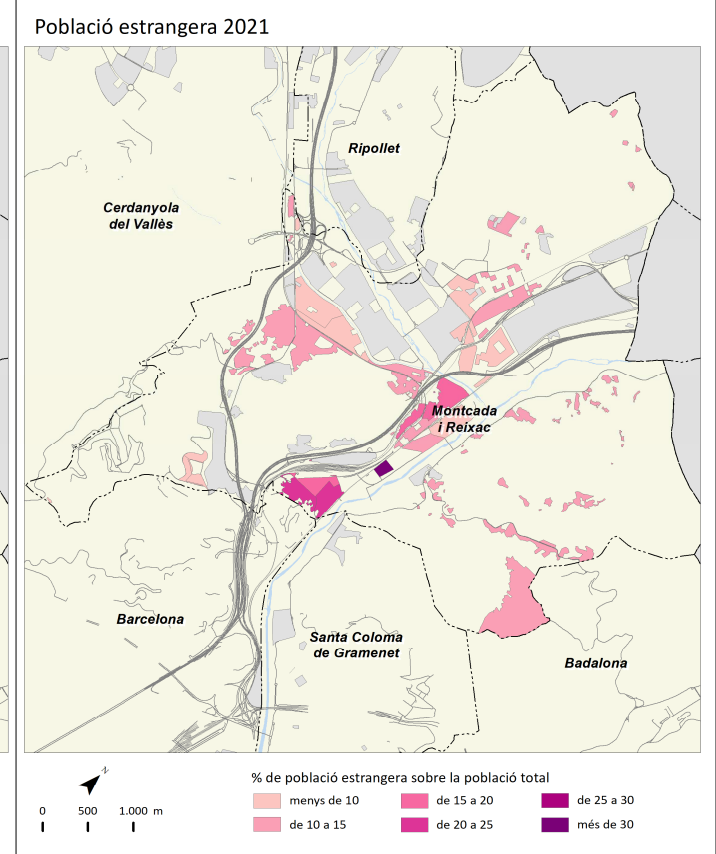 Població estrangera 2021
Ripollet
Cerdanyola
del Vallès
Montcada
i Reixac
Barcelona
Santa Coloma
de Gramenet
Badalona
N
% de població estrangera sobre la població total
0 500 1.000 m
menys de 10
de 15 a 20
de 25 a 30
de 10 a 15
de 20 a 25
més de 30